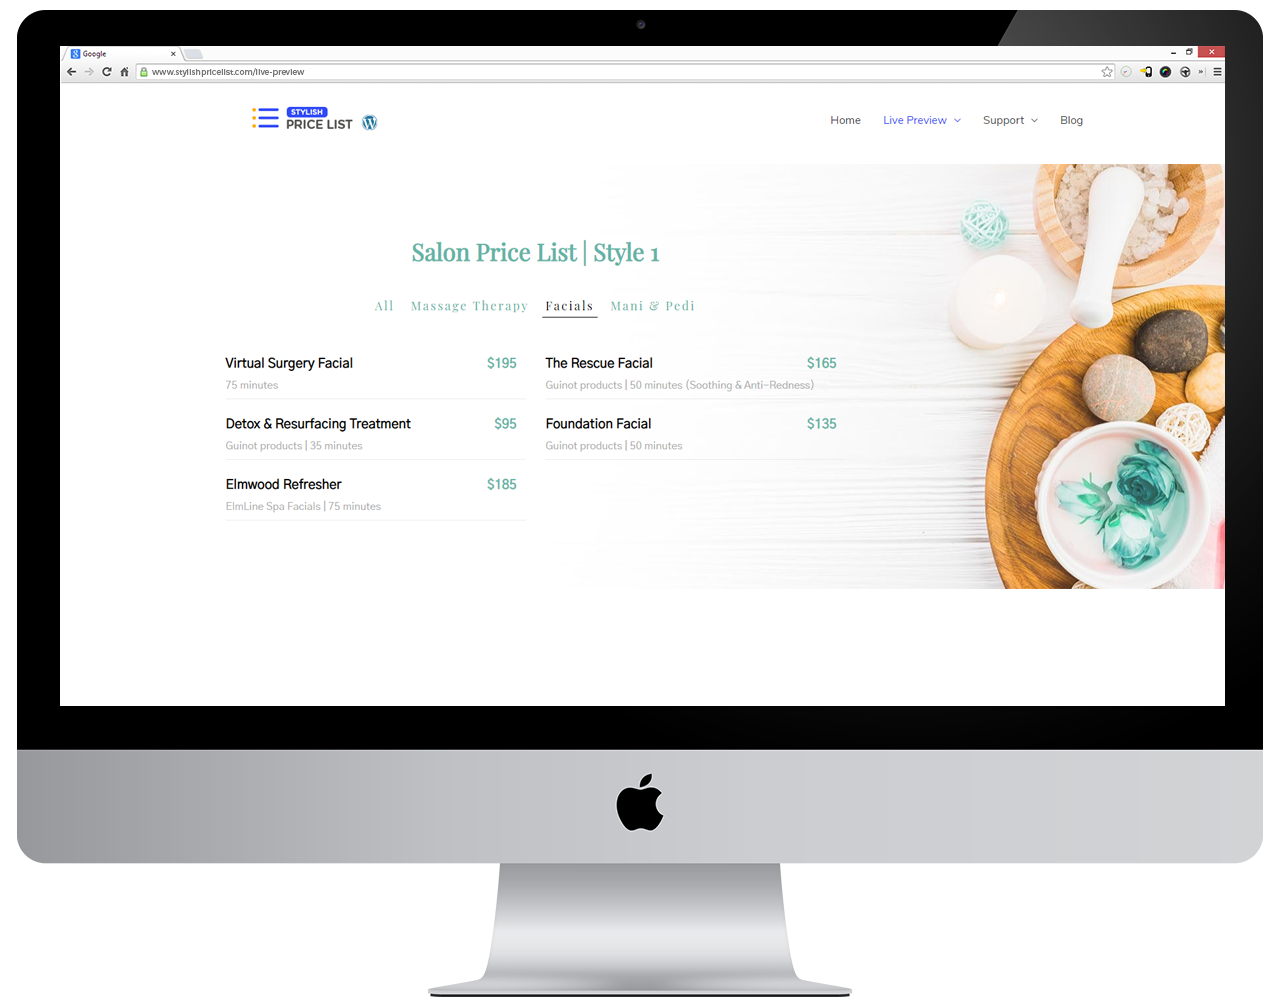 Google
www.stylishpricelist.com/live-preview
STYLISH
PRICE LIST
Home Live Preview Support Blog
Salon Price List | Style 1
All Massage Therapy Facials Mani & Pedi
Virtual Surgery Facial $195
75 minutes
Detox & Resurfacing Treatment $95
Guinot products | 35 minutes
Elmwood Refresher $185
ElmLine Spa Facials | 75 minutes
The Rescue Facial $165
Guinot products | 50 minutes (Soothing & Anti-Redness)
Foundation Facial $135
Guinot products | 50 minutes